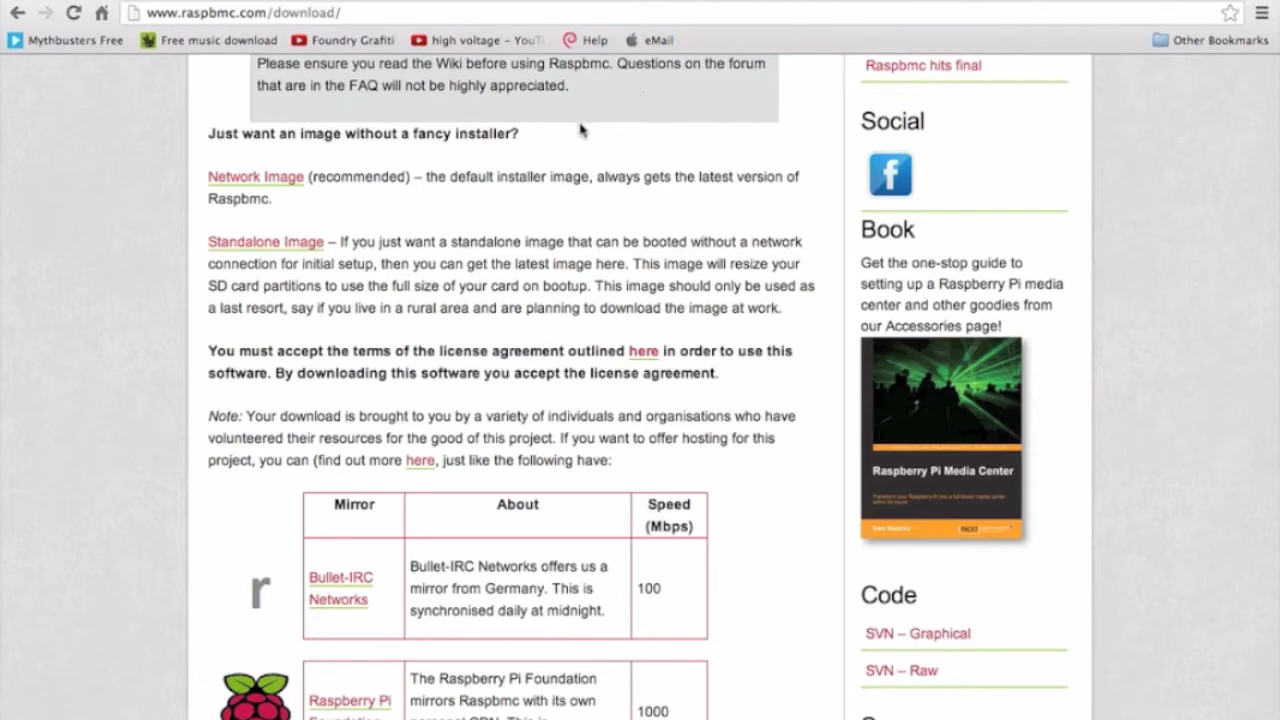 www.raspbmc.com/download/
Mythbusters Free
Free music download
Foundry Grafiti
high voltage – YouT
Help
eMail
Other Bookmarks
Please ensure you read the Wiki before using Raspbmc. Questions on the forum
that are in the FAQ will not be highly appreciated.
Just want an image without a fancy installer?
Network Image (recommended) – the default installer image, always gets the latest version of
Raspbmc.
Standalone Image – If you just want a standalone image that can be booted without a network
connection for initial setup, then you can get the latest image here. This image will resize your
SD card partitions to use the full size of your card on bootup. This image should only be used as
a last resort, say if you live in a rural area and are planning to download the image at work.
You must accept the terms of the license agreement outlined here in order to use this
software. By downloading this software you accept the license agreement.
Note: Your download is brought to you by a variety of individuals and organisations who have
volunteered their resources for the good of this project. If you want to offer hosting for this
project, you can (find out more here, just like the following have:
Mirror
About
Speed
(Mbps)
r
Bullet-IRC
Networks
Bullet-IRC Networks offers us a
mirror from Germany. This is
synchronised daily at midnight.
100
Raspberry Pi
Foundation
The Raspberry Pi Foundation
mirrors Raspbmc with its own
personal CDN. This is
1000
Raspbmc hits final
Social
f
Book
Get the one-stop guide to
setting up a Raspberry Pi media
center and other goodies from
our Accessories page!
Raspberry Pi Media Center
Code
SVN – Graphical
SVN – Raw